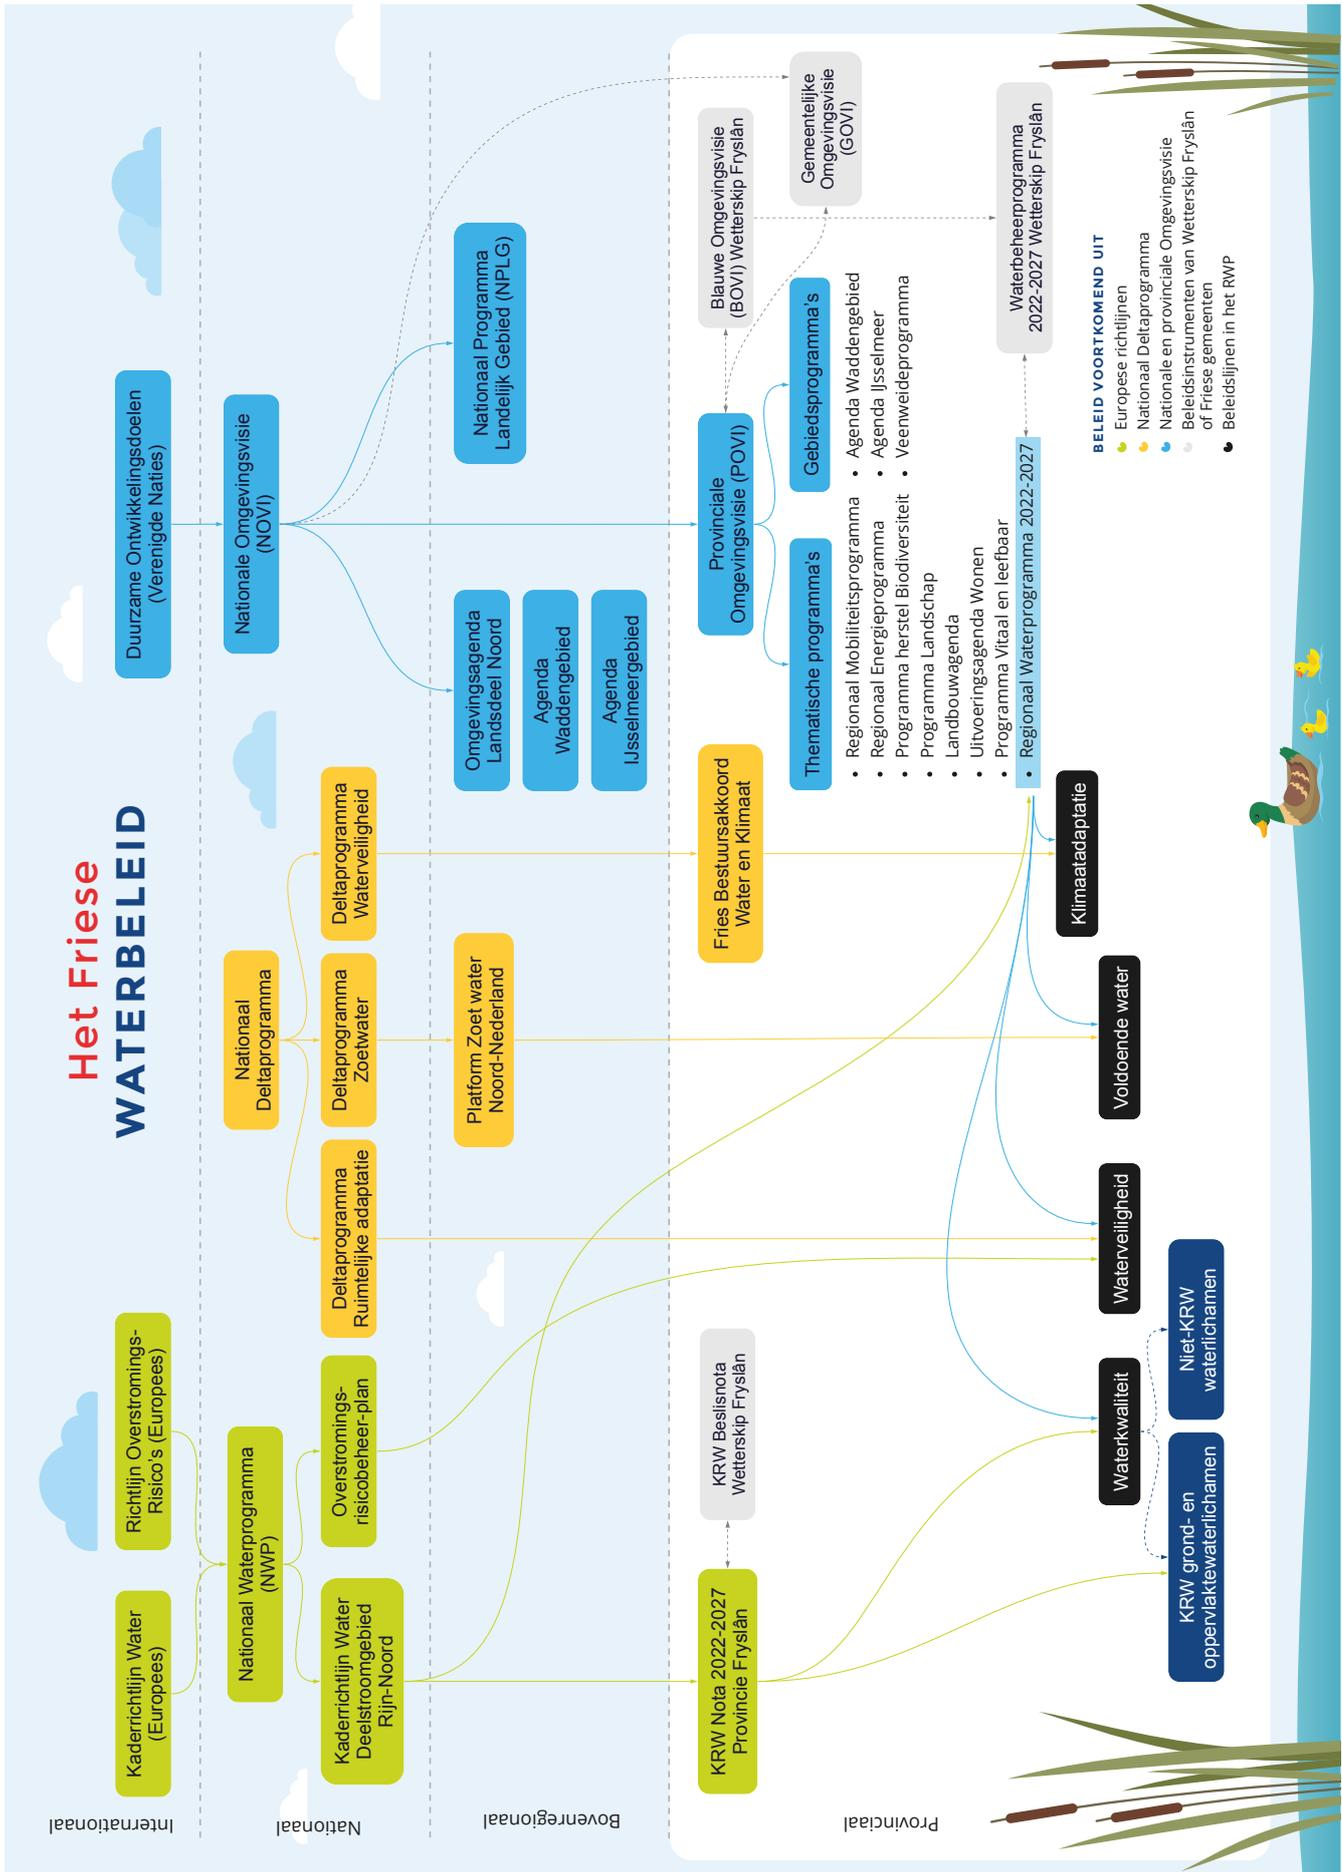 Het Friese
WATERBELEID
Internationaal
Kaderrichtlijn Water
(Europees)
Richtlijn Overstromings-
Risico's (Europees)
Duurzame Ontwikkelingsdoelen
(Verenigde Naties)
Nationaal
Nationaal Waterprogramma
(NWP)
Nationaal
Deltaprogramma
Nationale Omgevingsvisie
(NOVI)
Kaderrichtlijn Water
Deelstroomgebied
Rijn-Noord
Overstromings-
risicobeheer-plan
Deltaprogramma
Ruimtelijke adaptatie
Deltaprogramma
Zoetwater
Deltaprogramma
Waterveiligheid
Bovenregionaal
Platform Zoet water
Noord-Nederland
Omgevingsagenda
Landsdeel Noord
Agenda
Waddengebied
Agenda
IJsselmeergebied
Nationaal Programma
Landelijk Gebied (NPLG)
Provinciaal
KRW Nota 2022-2027
Provincie Fryslân
KRW Beslisnota
Wetterskip Fryslân
Fries Bestuursakkoord
Water en Klimaat
Provinciale
Omgevingsvisie (POVI)
Blauwe Omgevingsvisie
(BOVI) Wetterskip Fryslân
Gemeentelijke
Omgevingsvisie
(GOVI)
Thematische programma's
• Regionaal Mobiliteitsprogramma
• Regionaal Energieprogramma
• Programma herstel Biodiversiteit
• Programma Landschap
• Landbouwagenda
• Uitvoeringsagenda Wonen
• Programma Vitaal en leefbaar
• Regionaal Waterprogramma 2022-2027
Gebiedsprogramma's
• Agenda Waddengebied
• Agenda IJsselmeer
• Veenweideprogramma
Waterbeheerprogramma
2022-2027 Wetterskip Fryslân
Waterkwaliteit
Waterveiligheid
Voldoende water
Klimaatadaptatie
KRW grond- en
oppervlaktewaterlichamen
Niet-KRW
waterlichamen
BELEID VOORTKOMEND UIT
Europese richtlijnen
Nationaal Deltaprogramma
Nationale en provinciale Omgevingsvisie
Beleidsinstrumenten van Wetterskip Fryslân
of Friese gemeenten
Beleidslijnen in het RWP